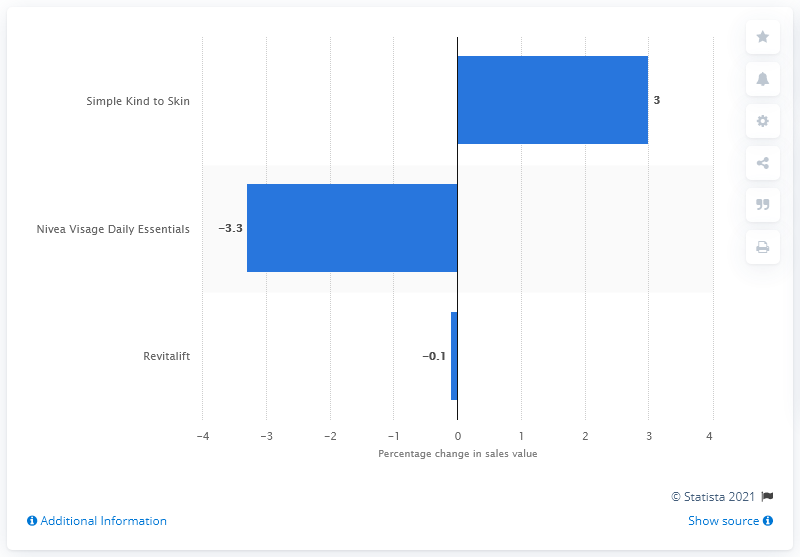 Simple Kind to Skin
3
Nivea Visage Daily Essentials
−3.3
Revitalift
−0.1
−4 −3 −2 −1 0 1 2 3 4
Percentage change in sales value
© Statista 2021
Additional Information
Show source